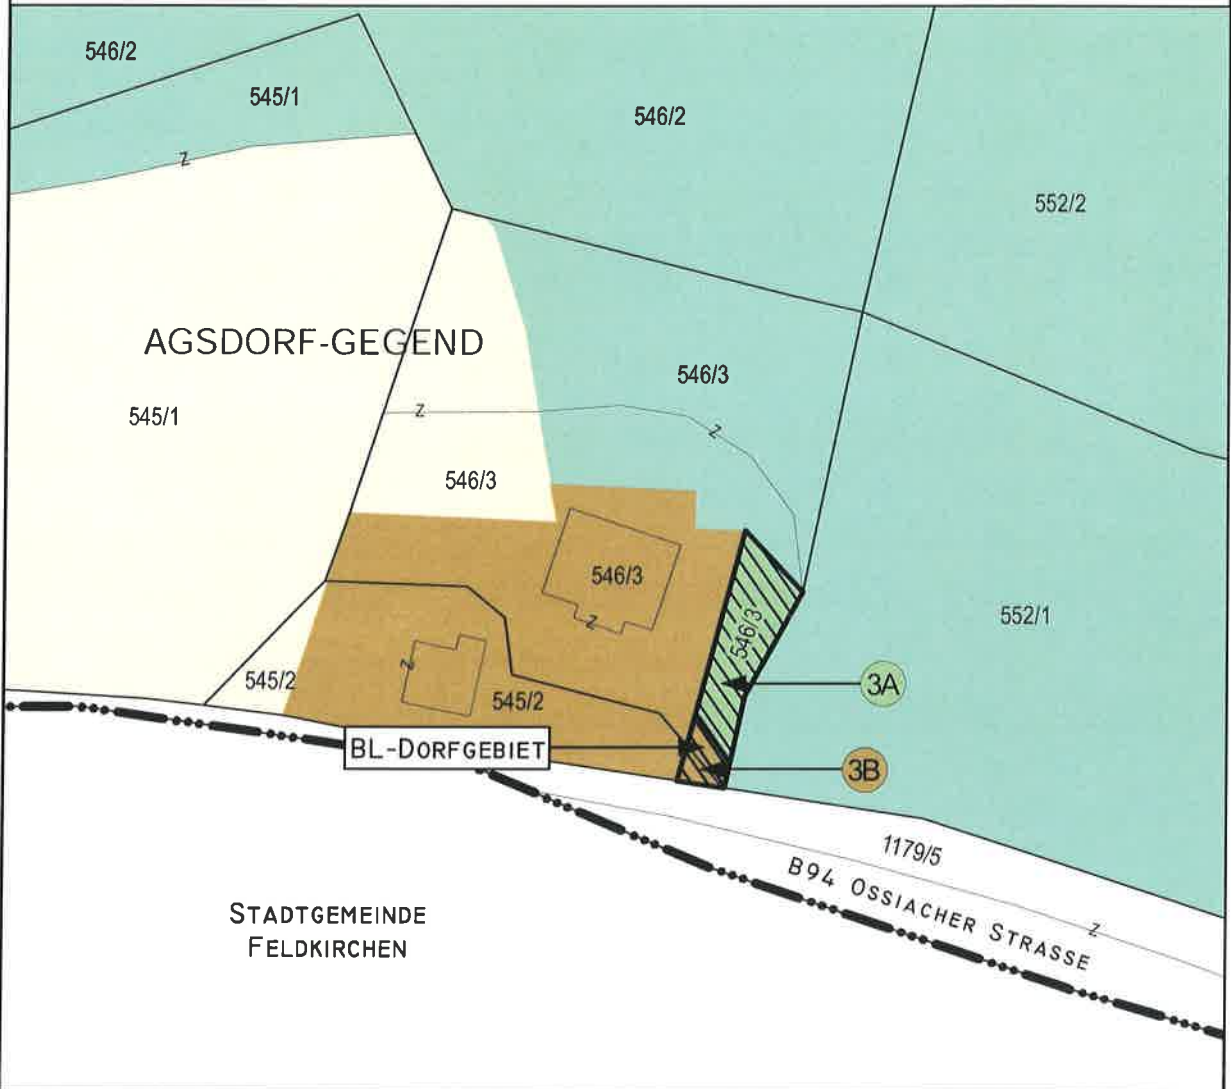 546/2
545/1
546/2
552/2
Z
AGSDORF-GEGEND
546/3
545/1
Z
Z
546/3
546/3
Z
546/3
552/1
Z
545/2
545/2
3A
BL-DORFGEBIET
3B
1179/5
B94 OSSIACHER STRASSE
Z
STADTGEMEINDE
FELDKIRCHEN